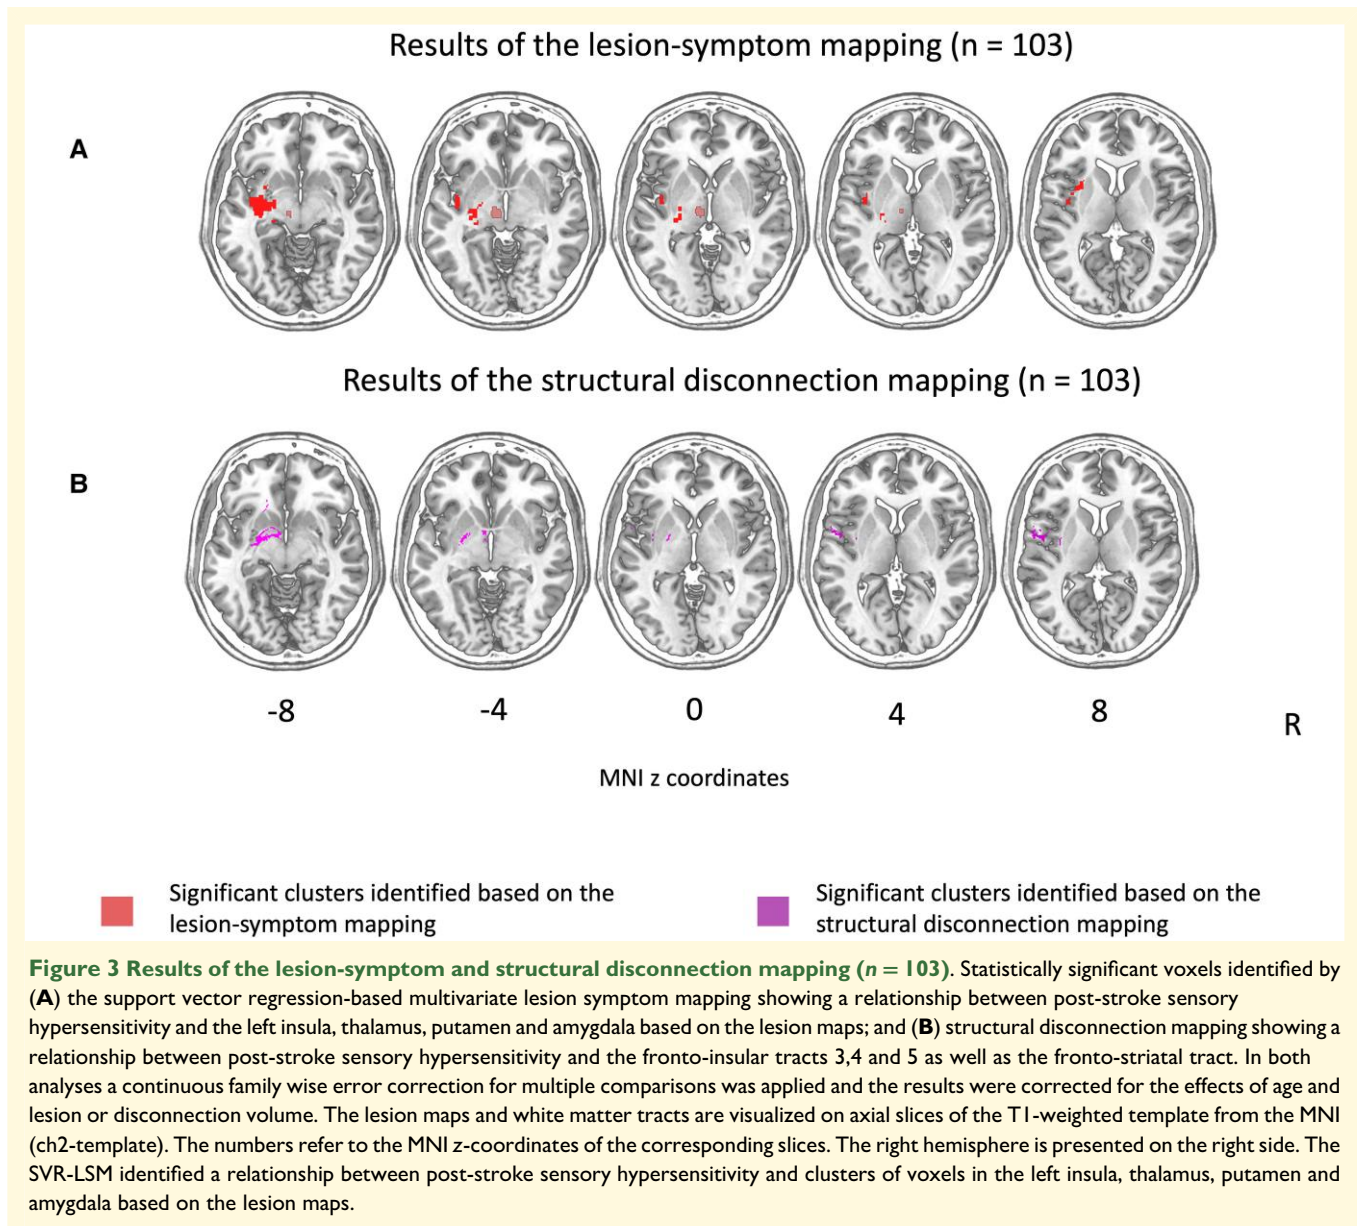 Results of the lesion-symptom mapping (n = 103)
A
Results of the structural disconnection mapping (n = 103)
B
-8 -4 0 4 8 R
MNI z coordinates
Significant clusters identified based on the
lesion-symptom mapping
Significant clusters identified based on the
structural disconnection mapping
Figure 3 Results of the lesion-symptom and structural disconnection mapping (n = 103). Statistically significant voxels identified by
(A) the support vector regression-based multivariate lesion symptom mapping showing a relationship between post-stroke sensory
hypersensitivity and the left insula, thalamus, putamen and amygdala based on the lesion maps; and (B) structural disconnection mapping showing a
relationship between post-stroke sensory hypersensitivity and the fronto-insular tracts 3,4 and 5 as well as the fronto-striatal tract. In both
analyses a continuous family wise error correction for multiple comparisons was applied and the results were corrected for the effects of age and
lesion or disconnection volume. The lesion maps and white matter tracts are visualized on axial slices of the T1-weighted template from the MNI
(ch2-template). The numbers refer to the MNI z-coordinates of the corresponding slices. The right hemisphere is presented on the right side. The
SVR-LSM identified a relationship between post-stroke sensory hypersensitivity and clusters of voxels in the left insula, thalamus, putamen and
amygdala based on the lesion maps.